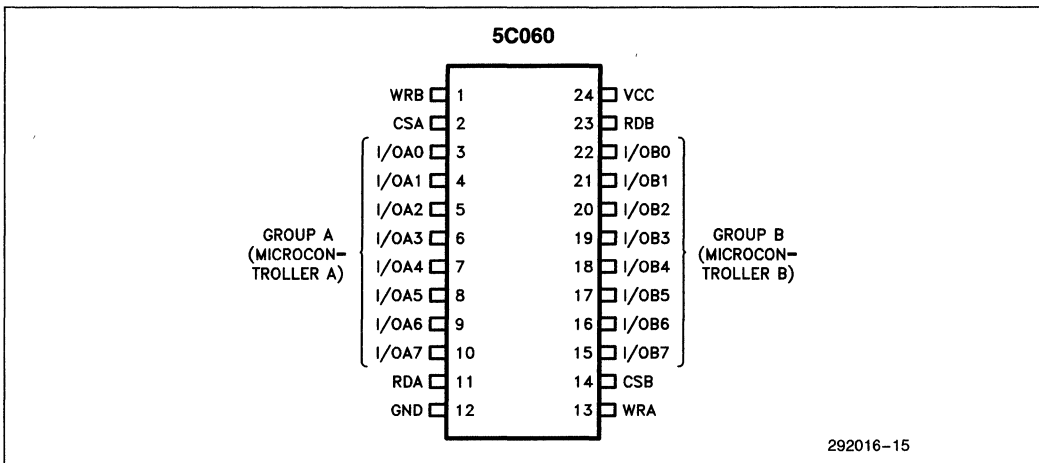 5C060
WRB 1 24 VCC
CSA 2 23 RDB
I/OA0 3 22 I/OB0
I/OA1 4 21 I/OB1
I/OA2 5 20 I/OB2
I/OA3 6 19 I/OB3
I/OA4 7 18 I/OB4
I/OA5 8 17 I/OB5
I/OA6 9 16 I/OB6
I/OA7 10 15 I/OB7
RDA 11 14 CSB
GND 12 13 WRA
GROUP A
(MICROCON-
TROLLER A)
GROUP B
(MICROCON-
TROLLER B)
292016-15